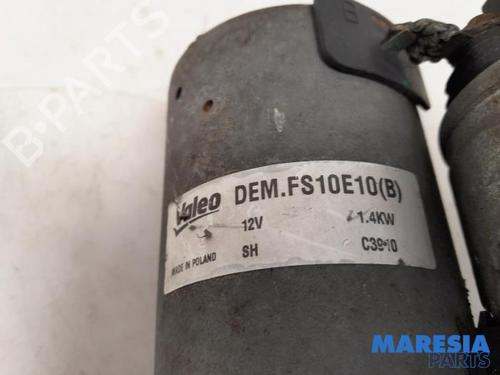 B-PARTS
Valeo DEM.FS10E10(B)
12V 1.4KW
SH
MADE IN POLAND
MARESIA
PARTS